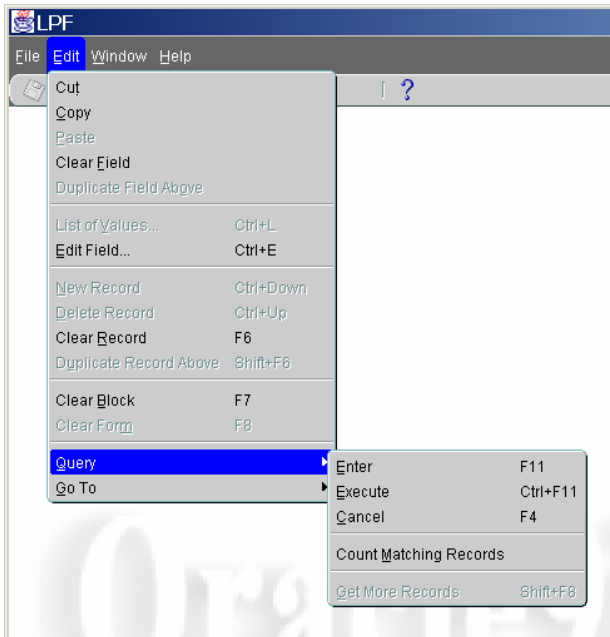 LPF
File Edit Window Help
?
Cut
Copy
Paste
Clear Field
Duplicate Field Above
List of Values... Ctrl+L
Edit Field... Ctrl+E
New Record Ctrl+Down
Delete Record Ctrl+Up
Clear Record F6
Duplicate Record Above Shift+F6
Clear Block F7
Clear Form F8
Query
Go To
Enter F11
Execute Ctrl+F11
Cancel F4
Count Matching Records
Get More Records Shift+F8
Oracle9